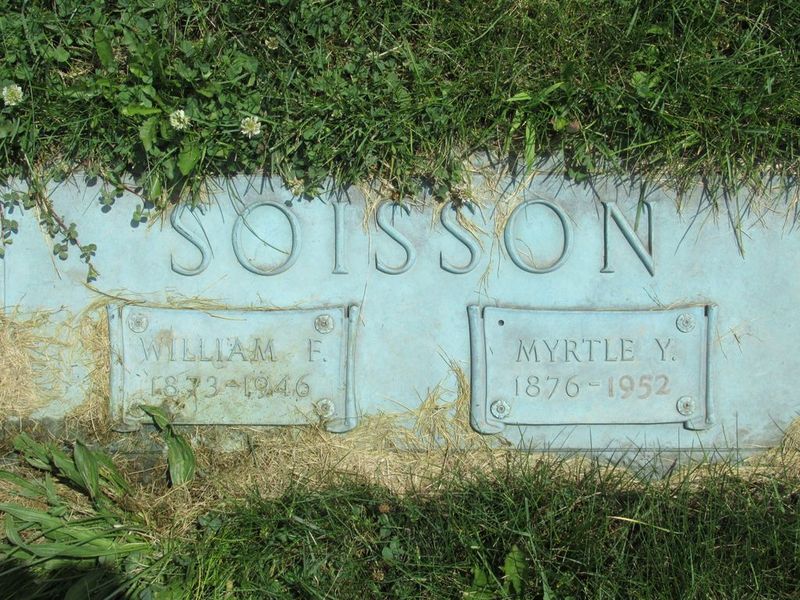 SOISSON
WILLIAM F.
1873-1946
MYRTLE Y.
1876-1952